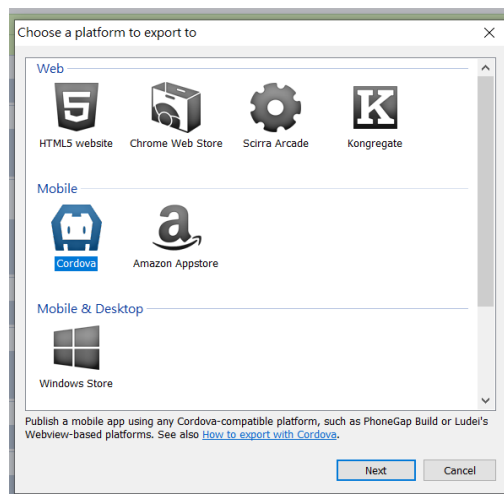 Choose a platform to export to
Web
HTML5 website Chrome Web Store Scirra Arcade Kongregate
Mobile
Cordova Amazon Appstore
Mobile & Desktop
Windows Store
Publish a mobile app using any Cordova-compatible platform, such as PhoneGap Build or Ludei's
Webview-based platforms. See also How to export with Cordova.
Next Cancel